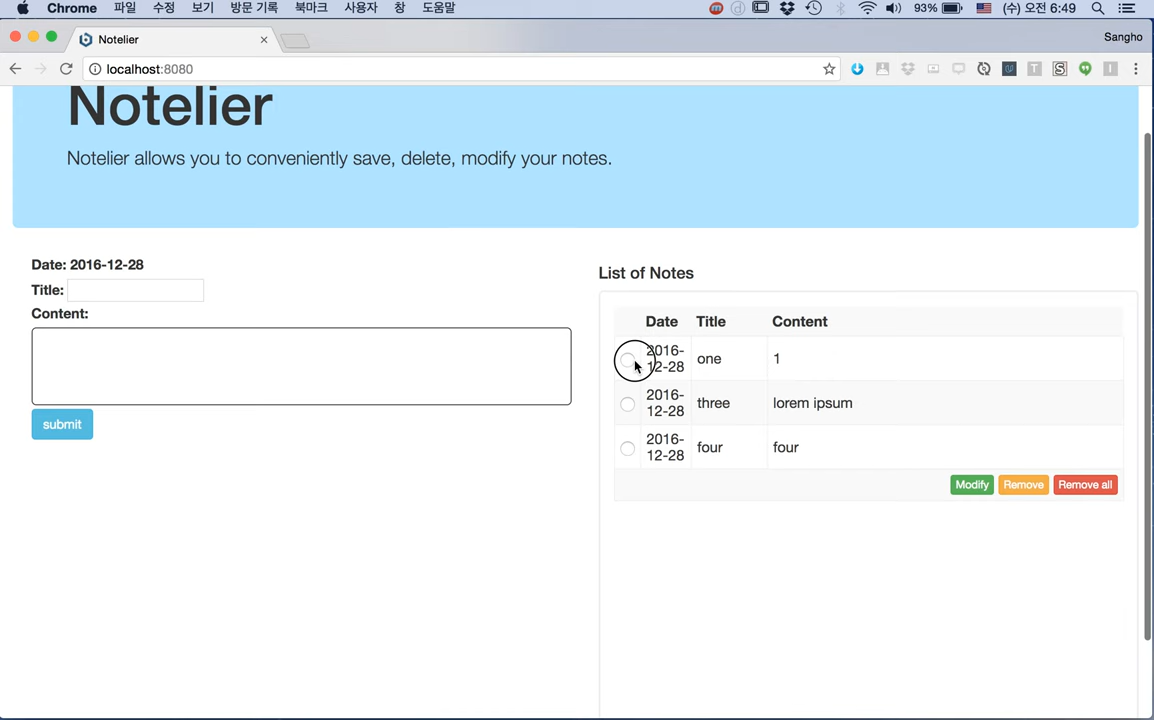 Chrome 파일 수정 보기 방문 기록 북마크 사용자 창 도움말 93% (수) 오전 6:49
Notelier Sangho
localhost:8080
Notelier
Notelier allows you to conveniently save, delete, modify your notes.
Date: 2016-12-28
Title:
Content:
submit
List of Notes
Date Title Content
2016-
12-28 one 1
2016-
12-28 three lorem ipsum
2016-
12-28 four four
Modify Remove Remove all